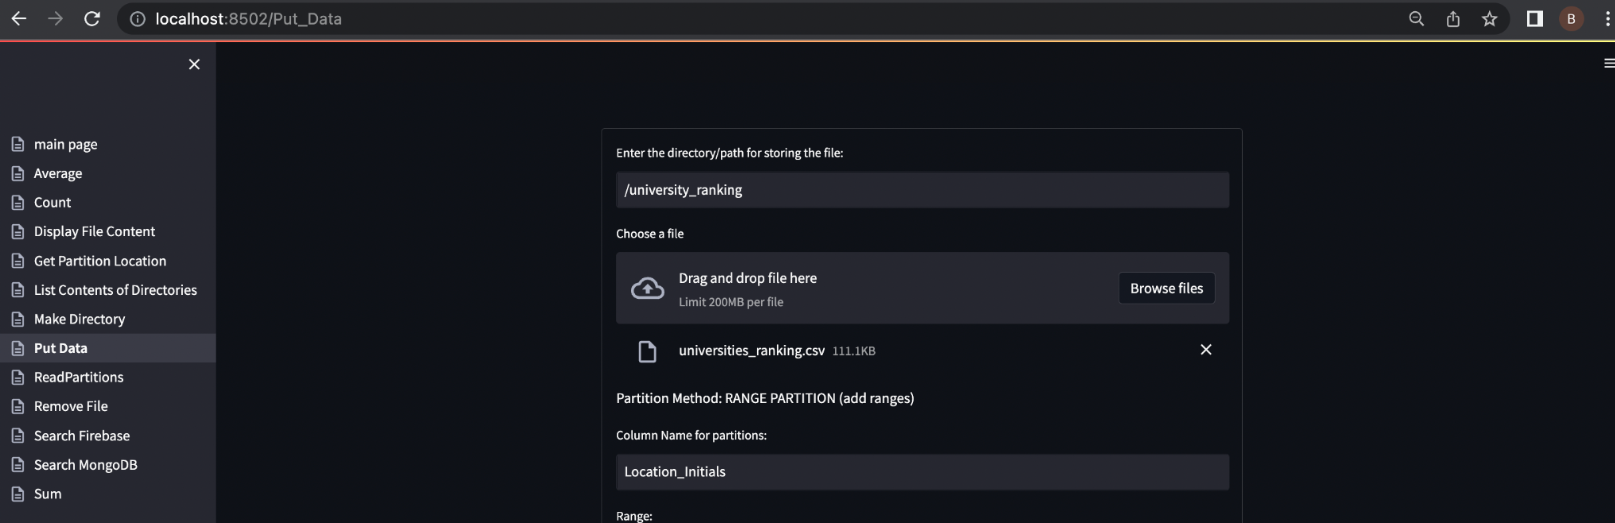 localhost:8502/Put_Data
B
main page
Average
Count
Display File Content
Get Partition Location
List Contents of Directories
Make Directory
Put Data
ReadPartitions
Remove File
Search Firebase
Search MongoDB
Sum
Enter the directory/path for storing the file:
/university_ranking
Choose a file
Drag and drop file here
Limit 200MB per file
Browse files
universities_ranking.csv 111.1KB
Partition Method: RANGE PARTITION (add ranges)
Column Name for partitions:
Location_Initials
Range: